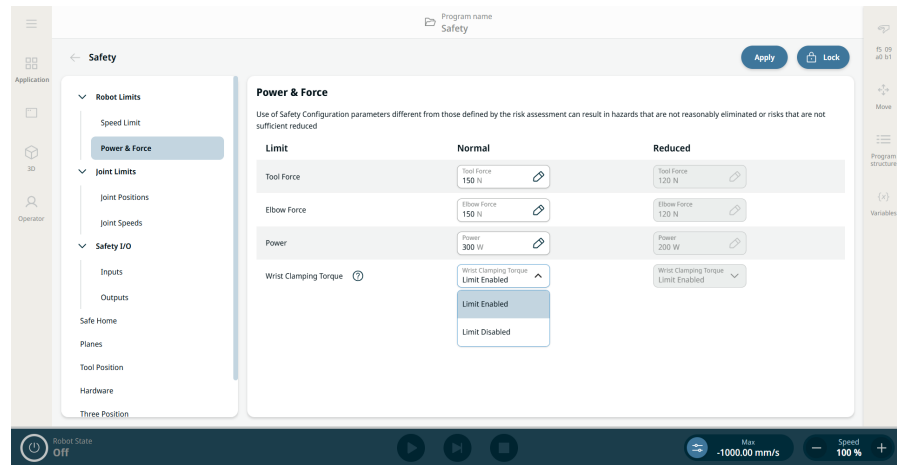 Program name
Safety
Safety
Apply
Lock
f5 09
a0 b1
Application
3D
Operator
Move
Program
structure
{x}
Variables
Robot Limits
Speed Limit
Power & Force
Joint Limits
Joint Positions
Joint Speeds
Safety I/O
Inputs
Outputs
Safe Home
Planes
Tool Position
Hardware
Three Position
Power & Force
Use of Safety Configuration parameters different from those defined by the risk assessment can result in hazards that are not reasonably eliminated or risks that are not
sufficient reduced
Limit Normal Reduced
Tool Force
Tool Force
150 N
Tool Force
120 N
Elbow Force
Elbow Force
150 N
Elbow Force
120 N
Power
Power
300 W
Power
200 W
Wrist Clamping Torque ?
Wrist Clamping Torque
Limit Enabled
Wrist Clamping Torque
Limit Enabled
Limit Enabled
Limit Disabled
Robot State
Off
Max
-1000.00 mm/s
Speed
100 %